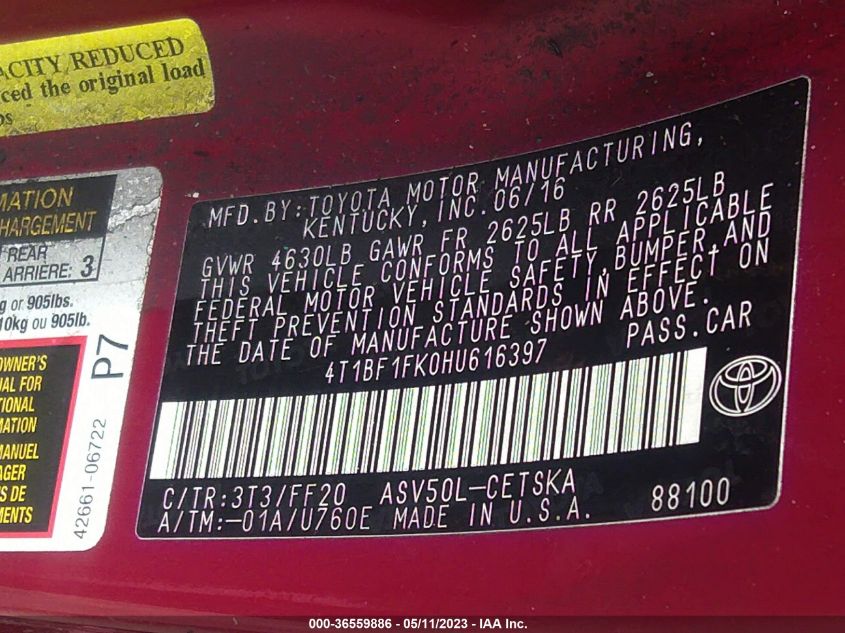 ACITY REDUCED
ced the original load
MATION
HARGEMENT
REAR
ARRIERE: 3
g or 905lbs.
10kg ou 905lb.
OWNER'S
UAL FOR
TIONAL
MATION
MANUEL
AGER
S DE
MENTS
P7
42661-06722
MFD. BY: TOYOTA MOTOR MANUFACTURING,
KENTUCKY, INC. 06/16
GVWR 4630LB GAWR FR 2625LB RR 2625LB
THIS VEHICLE CONFORMS TO ALL APPLICABLE
FEDERAL MOTOR VEHICLE SAFETY, BUMPER, AND
THEFT PREVENTION STANDARDS IN EFFECT ON
THE DATE OF MANUFACTURE SHOWN ABOVE.
4T1BF1FK0HU616397 PASS. CAR
C/TR: 3T3/FF20 ASV50L-CETSKA
A/TM:-01A/U760E MADE IN U.S.A. 88100
000-36559886 - 05/11/2023 - IAA Inc.